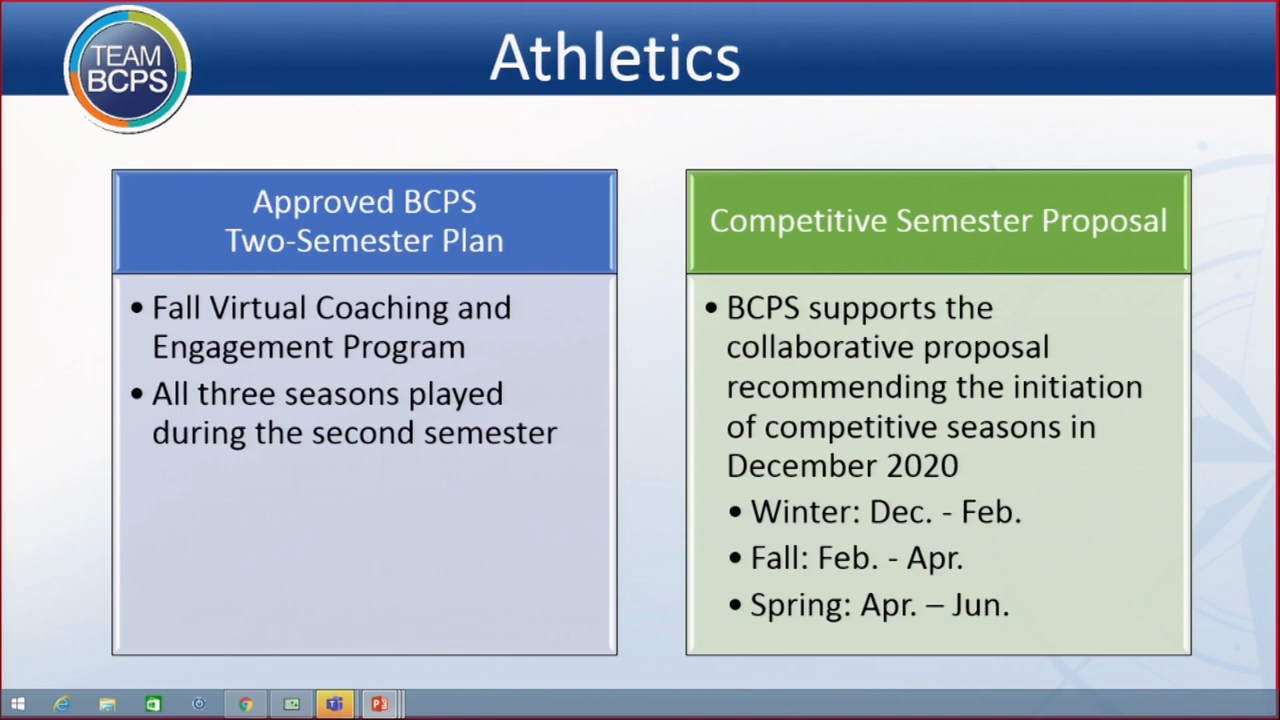 TEAM
BCPS
Athletics
Approved BCPS
Two-Semester Plan
• Fall Virtual Coaching and
Engagement Program
• All three seasons played
during the second semester
Competitive Semester Proposal
• BCPS supports the
collaborative proposal
recommending the initiation
of competitive seasons in
December 2020
• Winter: Dec. - Feb.
• Fall: Feb. - Apr.
• Spring: Apr. – Jun.